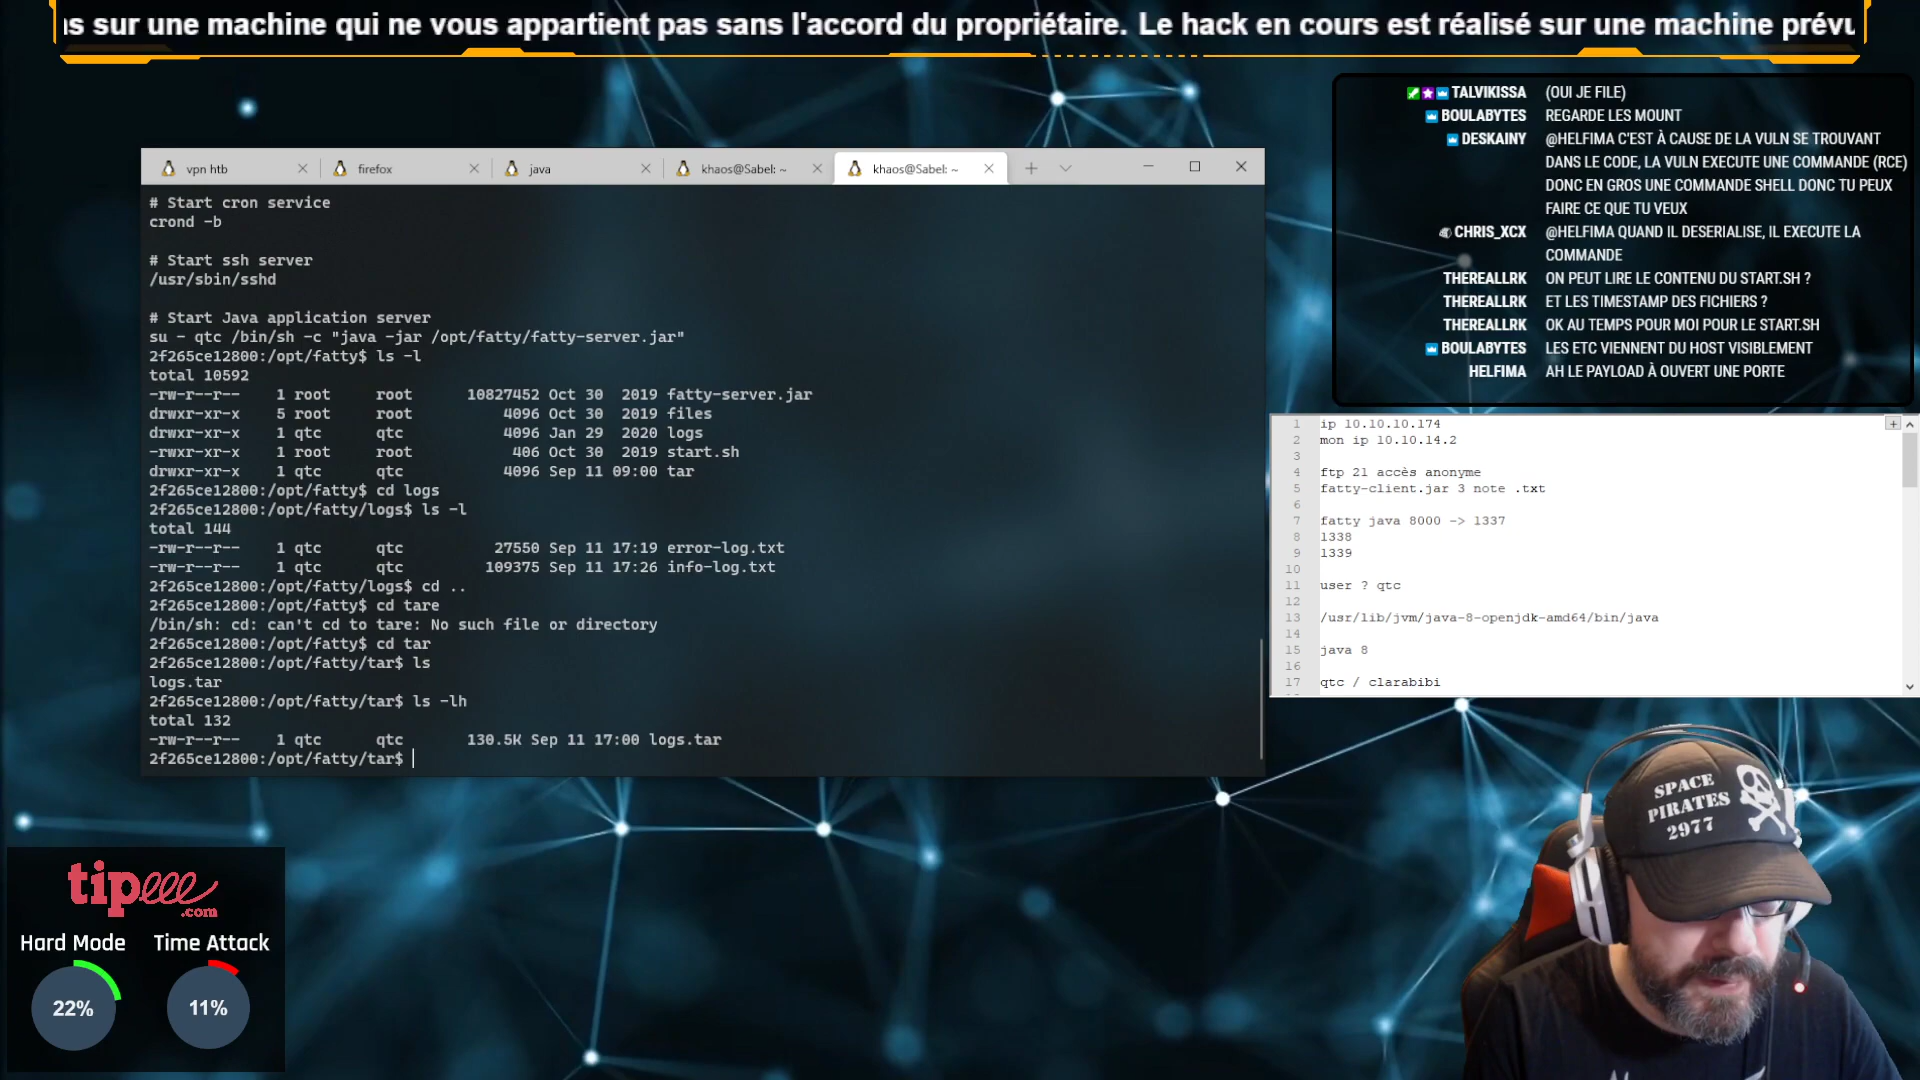 ıs sur une machine qui ne vous appartient pas sans l'accord du propriétaire. Le hack en cours est réalisé sur une machine prévu
vpn htb
firefox
java
khaos@Sabel: ~
khaos@Sabel: ~
# Start cron service
crond -b
# Start ssh server
/usr/sbin/sshd
# Start Java application server
su - qtc /bin/sh -c "java -jar /opt/fatty/fatty-server.jar"
2f265ce12800:/opt/fatty$ ls -l
total 10592
-rw-r--r-- 1 root root 10827452 Oct 30 2019 fatty-server.jar
drwxr-xr-x 5 root root 4096 Oct 30 2019 files
drwxr-xr-x 1 qtc qtc 4096 Jan 29 2020 logs
-rwxr-xr-x 1 root root 406 Oct 30 2019 start.sh
drwxr-xr-x 1 qtc qtc 4096 Sep 11 09:00 tar
2f265ce12800:/opt/fatty$ cd logs
2f265ce12800:/opt/fatty/logs$ ls -l
total 144
-rw-r--r-- 1 qtc qtc 27550 Sep 11 17:19 error-log.txt
-rw-r--r-- 1 qtc qtc 109375 Sep 11 17:26 info-log.txt
2f265ce12800:/opt/fatty/logs$ cd ..
2f265ce12800:/opt/fatty$ cd tare
/bin/sh: cd: can't cd to tare: No such file or directory
2f265ce12800:/opt/fatty$ cd tar
2f265ce12800:/opt/fatty/tar$ ls
logs.tar
2f265ce12800:/opt/fatty/tar$ ls -lh
total 132
-rw-r--r-- 1 qtc qtc 130.5K Sep 11 17:00 logs.tar
2f265ce12800:/opt/fatty/tar$
TALVIKISSA (OUI JE FILE)
BOULABYTES REGARDE LES MOUNT
DESKAINY @HELFIMA C'EST À CAUSE DE LA VULN SE TROUVANT
DANS LE CODE, LA VULN EXECUTE UNE COMMANDE (RCE)
DONC EN GROS UNE COMMANDE SHELL DONC TU PEUX
FAIRE CE QUE TU VEUX
CHRIS_XCX @HELFIMA QUAND IL DESERIALISE, IL EXECUTE LA
COMMANDE
THEREALLRK ON PEUT LIRE LE CONTENU DU START.SH ?
THEREALLRK ET LES TIMESTAMP DES FICHIERS ?
THEREALLRK OK AU TEMPS POUR MOI POUR LE START.SH
BOULABYTES LES ETC VIENNENT DU HOST VISIBLEMENT
HELFIMA AH LE PAYLOAD À OUVERT UNE PORTE
1 ip 10.10.10.174
2 mon ip 10.10.14.2
3
4 ftp 21 accès anonyme
5 fatty-client.jar 3 note .txt
6
7 fatty java 8000 -> 1337
8 1338
9 1339
10
11 user ? qtc
12
13 /usr/lib/jvm/java-8-openjdk-amd64/bin/java
14
15 java 8
16
17 qtc / clarabibi
SPACE
PIRATES
2977
tipeee
.com
Hard Mode
Time Attack
22%
11%